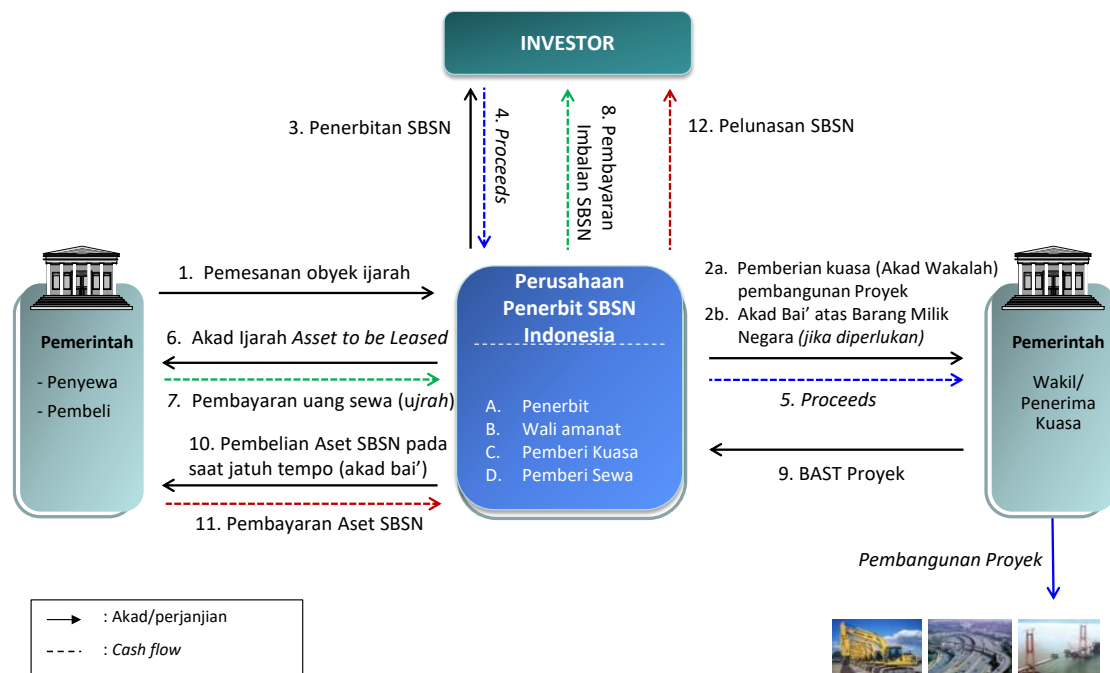 INVESTOR
3. Penerbitan SBSN
4. Proceeds
8. Pembayaran
Imbalan SBSN
12. Pelunasan SBSN
Pemerintah
- Penyewa
- Pembeli
1. Pemesanan obyek ijarah
6. Akad Ijarah Asset to be Leased
7. Pembayaran uang sewa (ujrah)
10. Pembelian Aset SBSN pada
saat jatuh tempo (akad bai’)
11. Pembayaran Aset SBSN
Perusahaan
Penerbit SBSN
Indonesia
A. Penerbit
B. Wali amanat
C. Pemberi Kuasa
D. Pemberi Sewa
2a. Pemberian kuasa (Akad Wakalah)
pembangunan Proyek
2b. Akad Bai’ atas Barang Milik
Negara (jika diperlukan)
5. Proceeds
9. BAST Proyek
Pemerintah
Wakil/
Penerima
Kuasa
Pembangunan Proyek
: Akad/perjanjian
: Cash flow